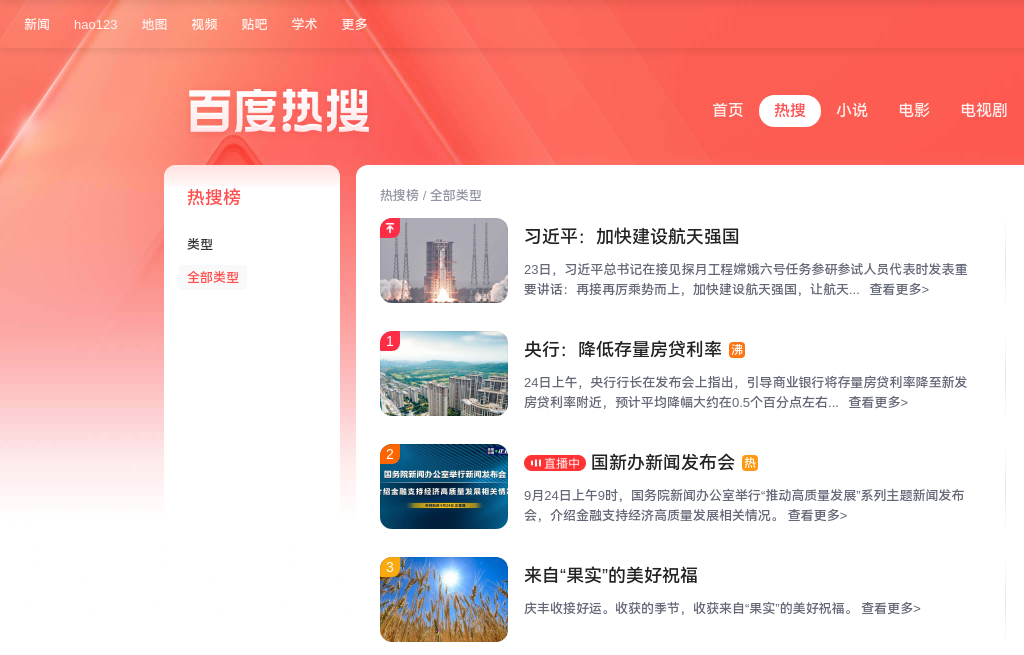 新闻 hao123 地图 视频 贴吧 学术 更多
百度热搜
首页 热搜 小说 电影 电视剧
热搜榜
类型
全部类型
热搜榜 / 全部类型
习近平：加快建设航天强国
23日，习近平总书记在接见探月工程嫦娥六号任务参研参试人员代表时发表重
要讲话：再接再厉乘势而上，加快建设航天强国，让航天... 查看更多>
1
央行：降低存量房贷利率 沸
24日上午，央行行长在发布会上指出，引导商业银行将存量房贷利率降至新发
房贷利率附近，预计平均降幅大约在0.5个百分点左右... 查看更多>
2
国务院新闻办公室举行新闻发布会
介绍金融支持经济高质量发展相关情况
直播中 国新办新闻发布会 热
9月24日上午9时，国务院新闻办公室举行“推动高质量发展”系列主题新闻发布
会，介绍金融支持经济高质量发展相关情况。 查看更多>
3
来自“果实”的美好祝福
庆丰收接好运。收获的季节，收获来自“果实”的美好祝福。 查看更多>